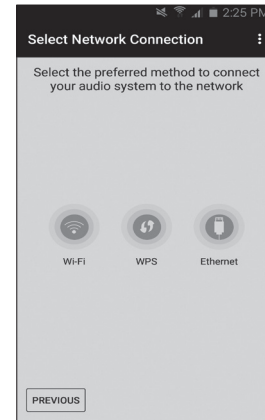 2:25 PM
Select Network Connection
Select the preferred method to connect
your audio system to the network
Wi-Fi WPS Ethernet
PREVIOUS